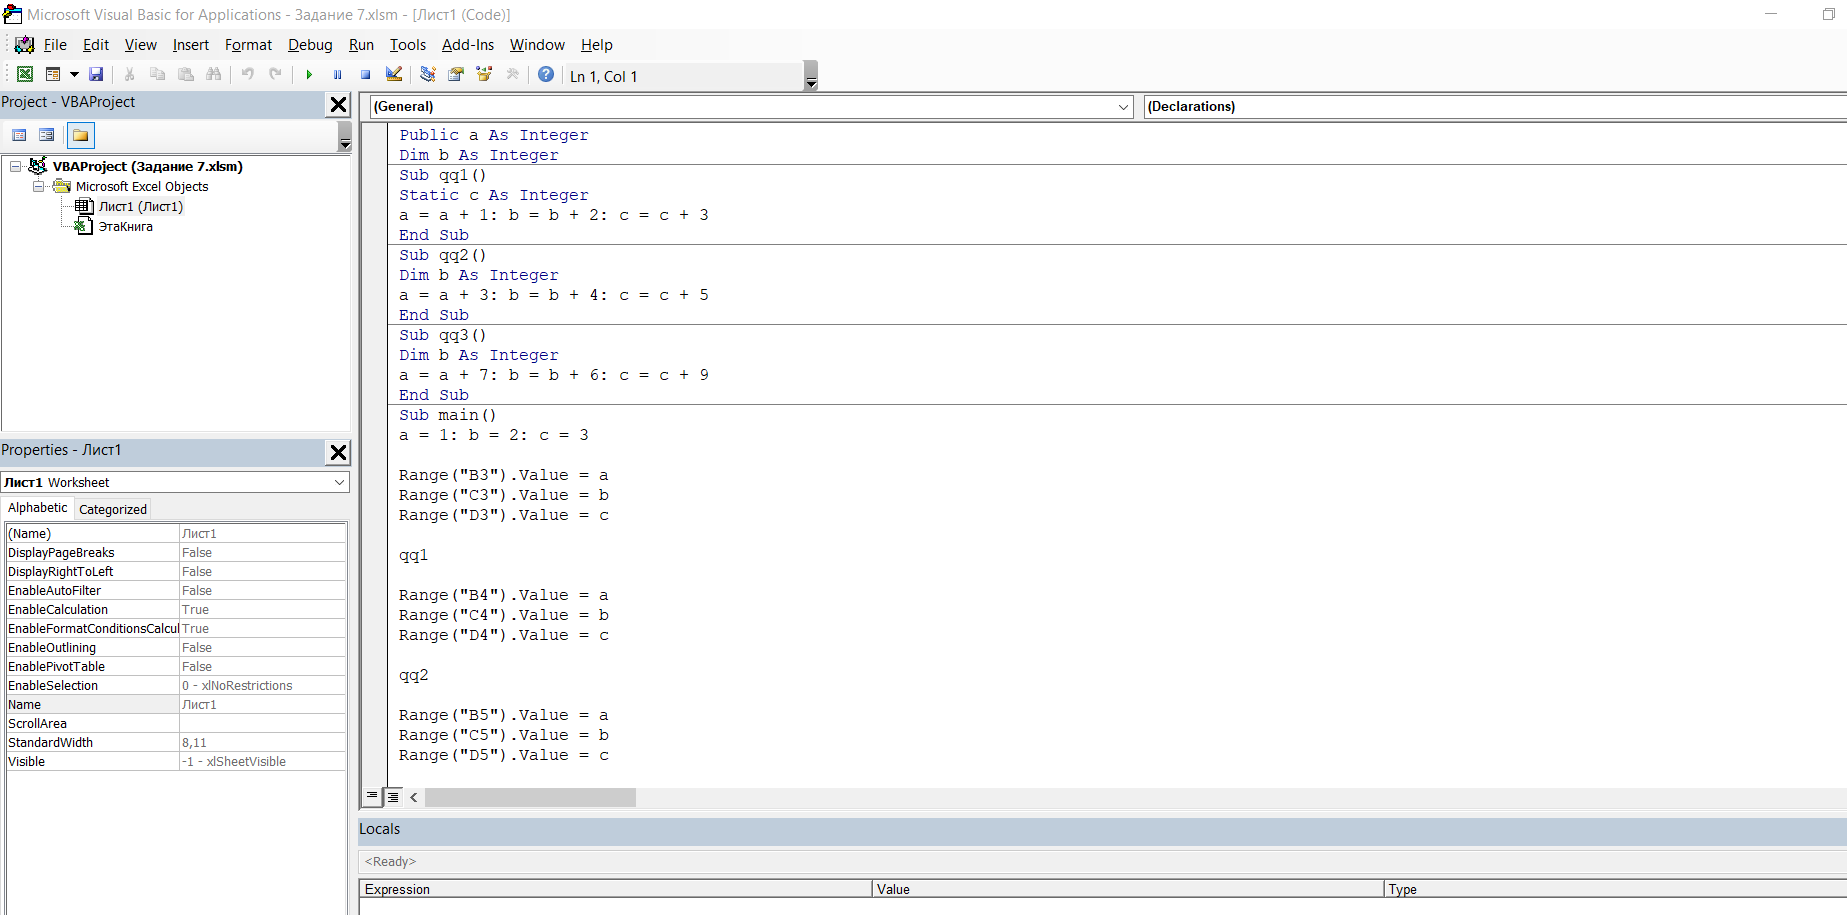 Microsoft Visual Basic for Applications - Задание 7.xlsm - [Лист1 (Code)]
File Edit View Insert Format Debug Run Tools Add-Ins Window Help
Ln 1, Col 1
Project - VBAProject
VBAProject (Задание 7.xlsm)
Microsoft Excel Objects
Лист1 (Лист1)
ЭтаКнига
Properties - Лист1
Лист1 Worksheet
Alphabetic Categorized
(Name) Лист1
DisplayPageBreaks False
DisplayRightToLeft False
EnableAutoFilter False
EnableCalculation True
EnableFormatConditionsCalcul True
EnableOutlining False
EnablePivotTable False
EnableSelection 0 - xlNoRestrictions
Name Лист1
ScrollArea
StandardWidth 8,11
Visible -1 - xlSheetVisible
(General) (Declarations)
Public a As Integer
Dim b As Integer
Sub qq1()
Static c As Integer
a = a + 1: b = b + 2: c = c + 3
End Sub
Sub qq2()
Dim b As Integer
a = a + 3: b = b + 4: c = c + 5
End Sub
Sub qq3()
Dim b As Integer
a = a + 7: b = b + 6: c = c + 9
End Sub
Sub main()
a = 1: b = 2: c = 3
Range("B3").Value = a
Range("C3").Value = b
Range("D3").Value = c
qq1
Range("B4").Value = a
Range("C4").Value = b
Range("D4").Value = c
qq2
Range("B5").Value = a
Range("C5").Value = b
Range("D5").Value = c
Locals
<Ready>
Expression Value Type